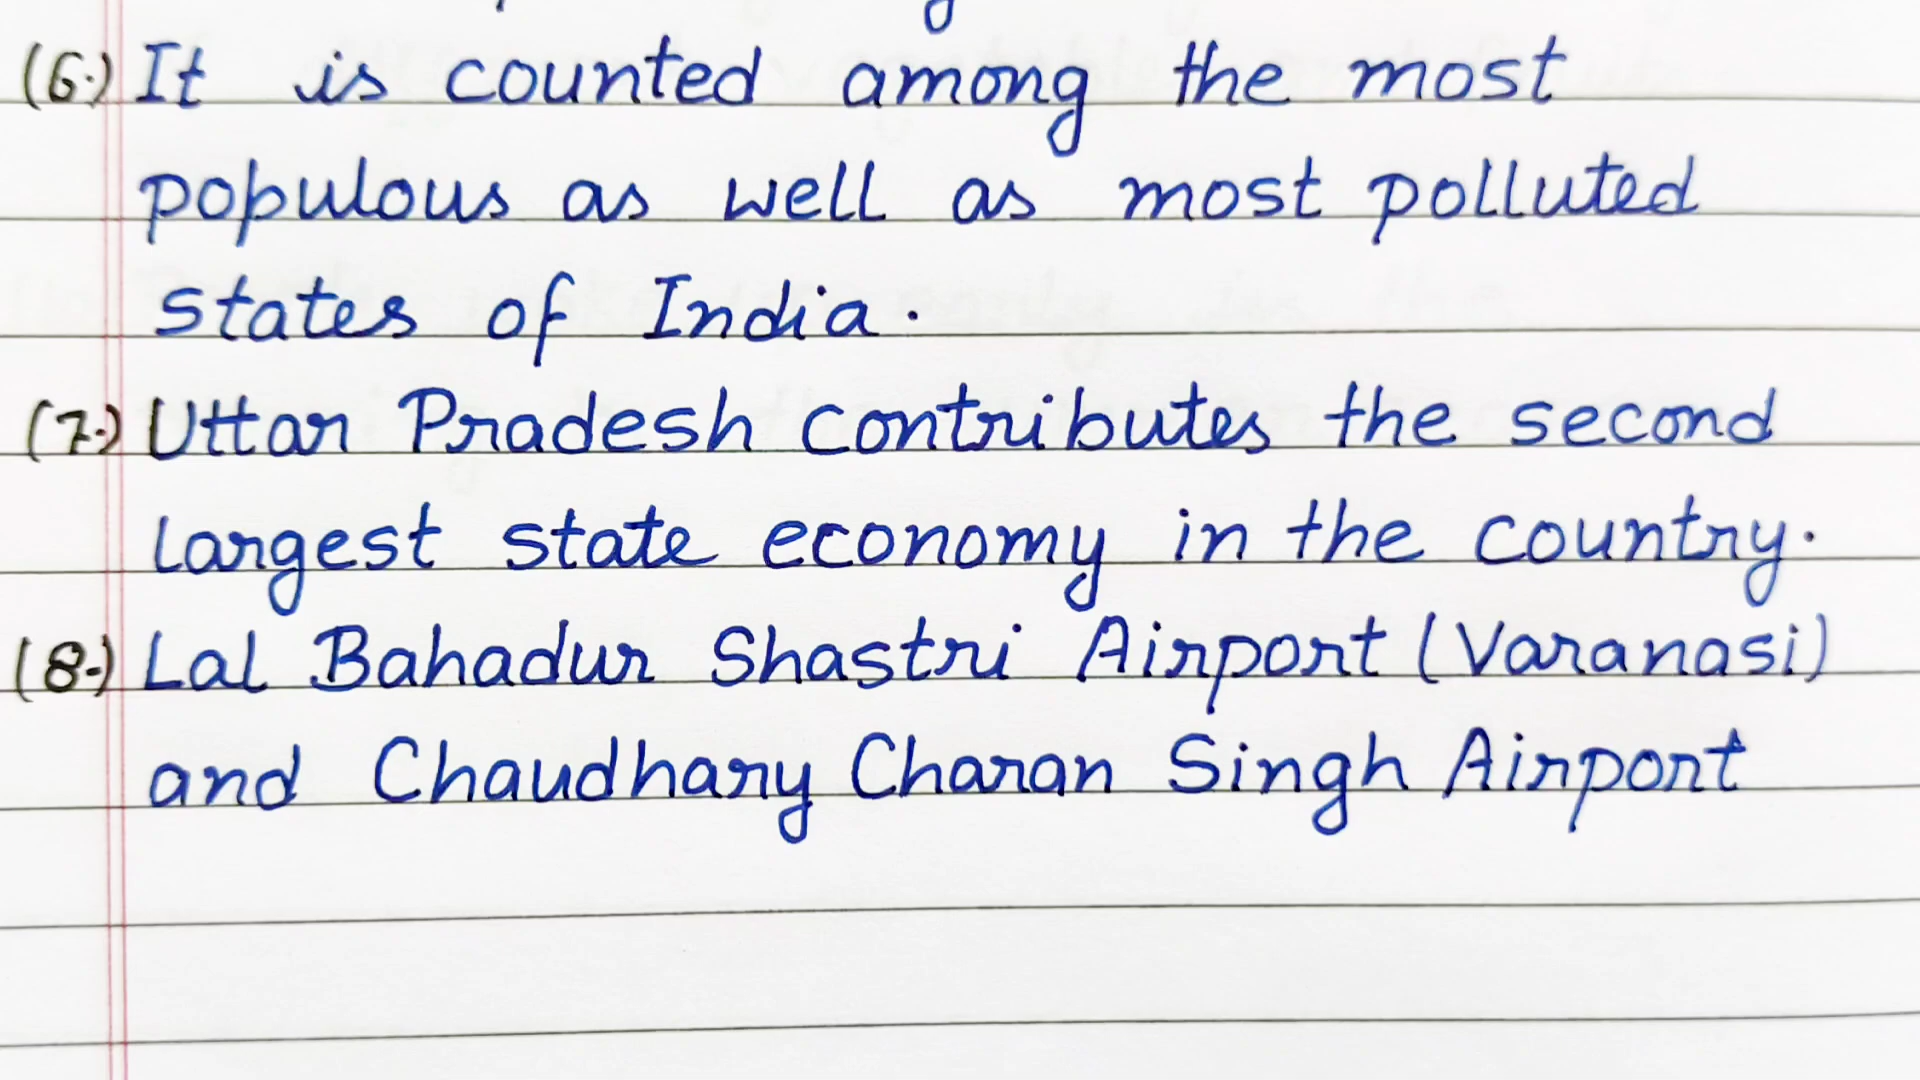 (6.) It is counted among the most
populous as well as most polluted
states of India.
(7.) Uttar Pradesh contributes the second
largest state economy in the country.
(8.) Lal Bahadur Shastri Airport (Varanasi)
and Chaudhary Charan Singh Airport